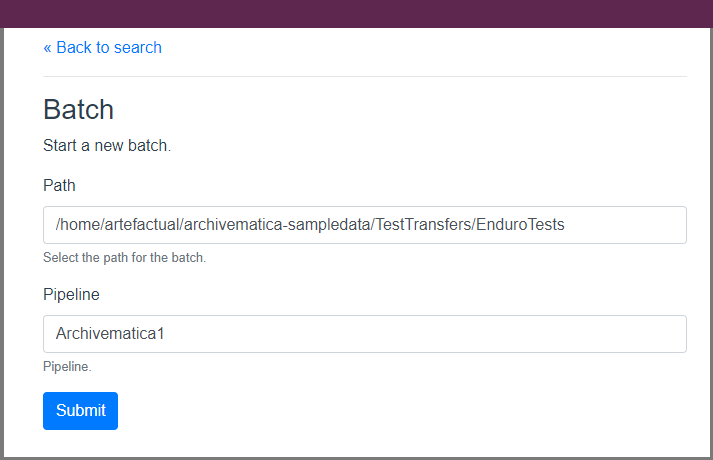 « Back to search
Batch
Start a new batch.
Path
/home/artefactual/archivematica-sampledata/TestTransfers/EnduroTests
Select the path for the batch.
Pipeline
Archivematica1
Pipeline.
Submit